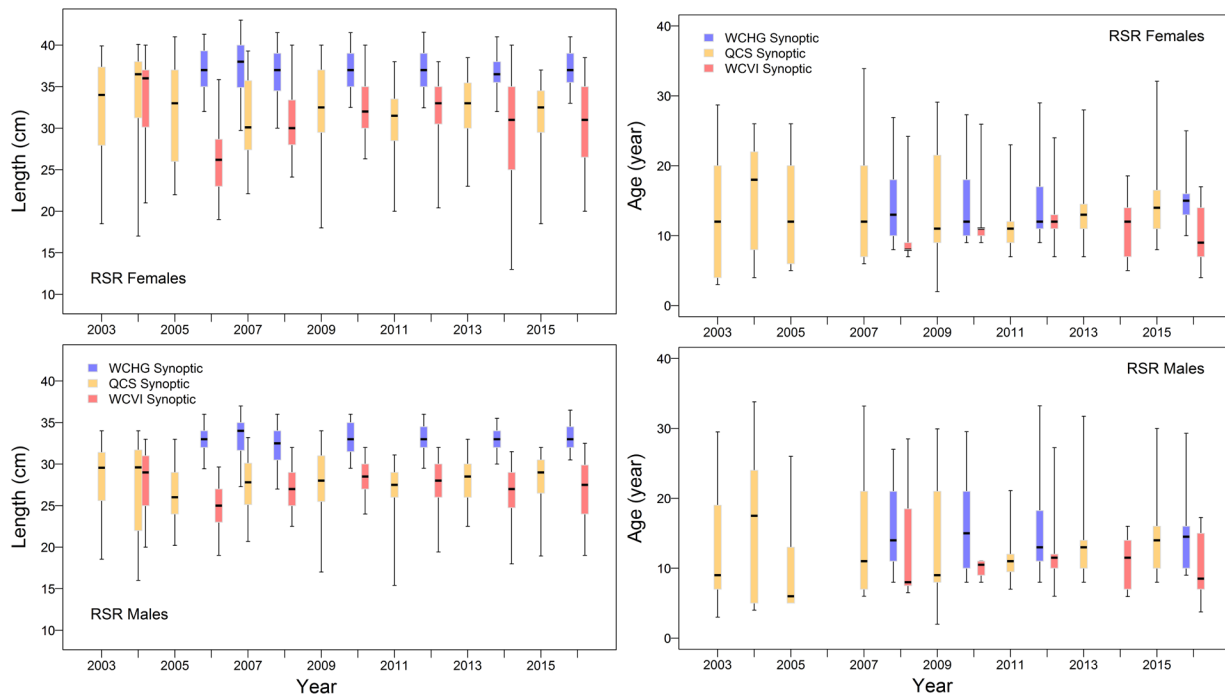 40
35
30
25
20
15
10
Length (cm)
RSR Females
2003 2005 2007 2009 2011 2013 2015
40
30
20
10
0
Age (year)
WCHG Synoptic
QCS Synoptic
WCVI Synoptic
RSR Females
2003 2005 2007 2009 2011 2013 2015
40
35
30
25
20
15
10
Length (cm)
WCHG Synoptic
QCS Synoptic
WCVI Synoptic
RSR Males
2003 2005 2007 2009 2011 2013 2015
Year
40
30
20
10
0
Age (year)
RSR Males
2003 2005 2007 2009 2011 2013 2015
Year